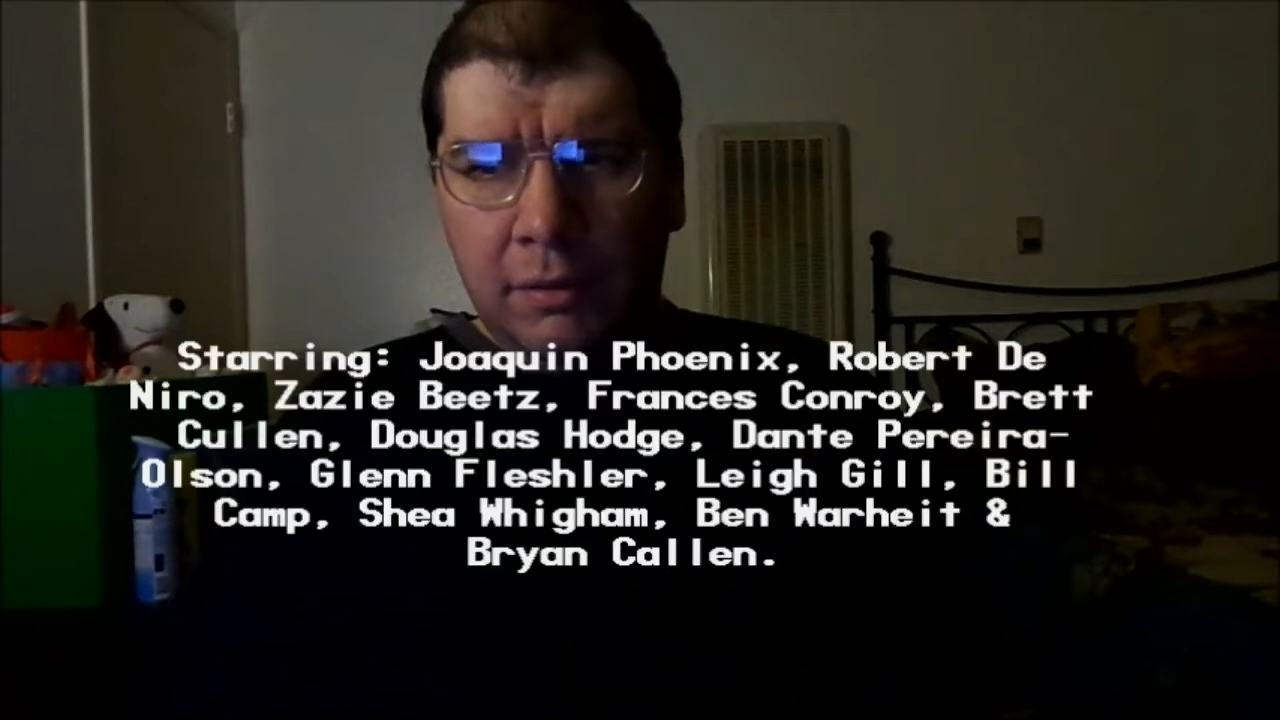 Starring: Joaquin Phoenix, Robert De
Niro, Zazie Beetz, Frances Conroy, Brett
Cullen, Douglas Hodge, Dante Pereira-
Olson, Glenn Fleshler, Leigh Gill, Bill
Camp, Shea Whigham, Ben Warheit &
Bryan Callen.